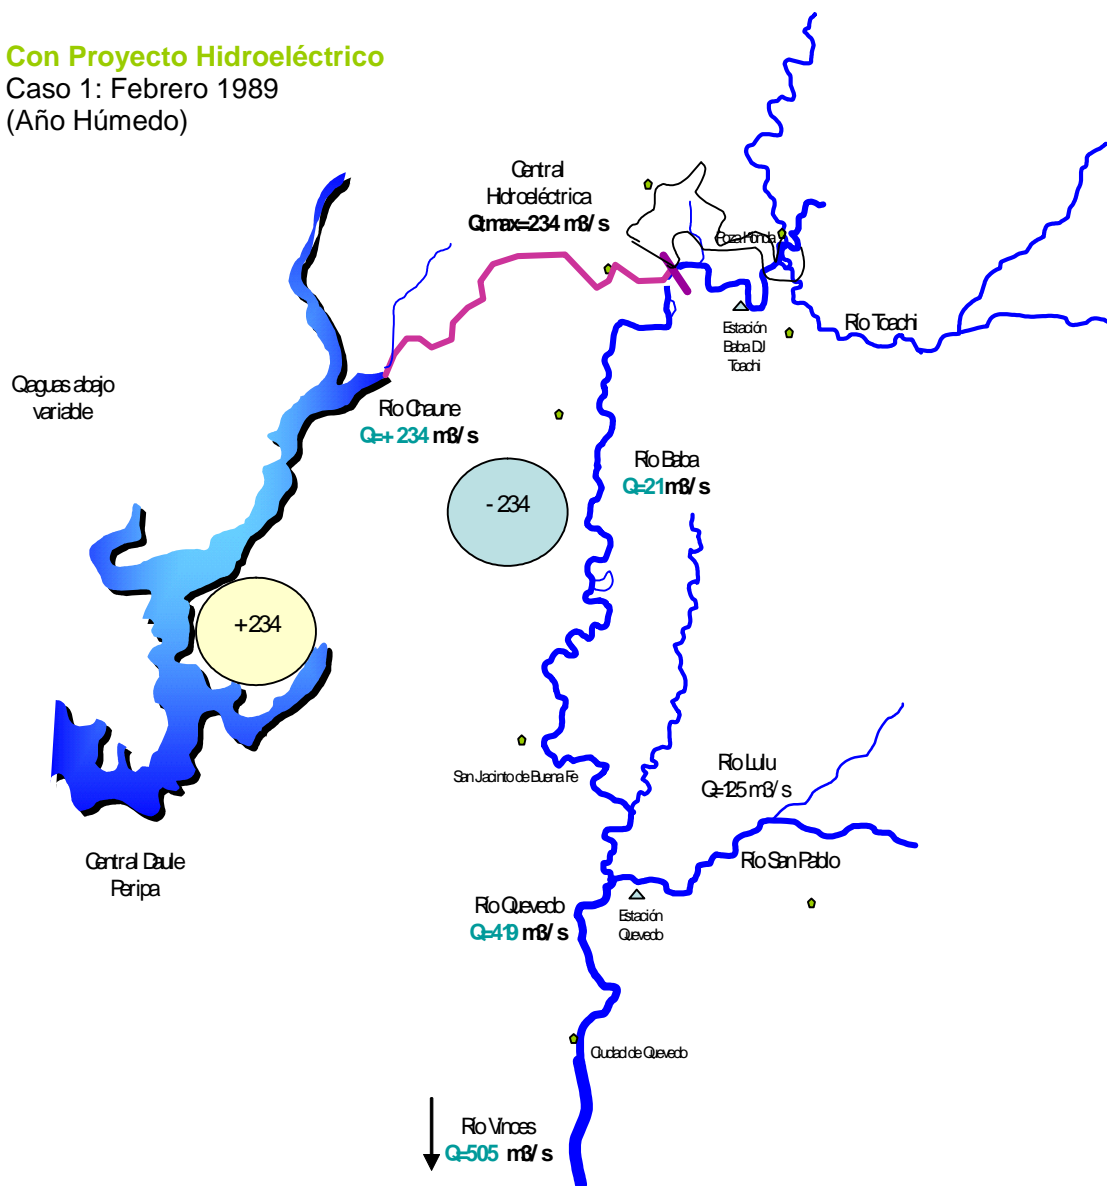 Con Proyecto Hidroeléctrico
Caso 1: Febrero 1989
(Año Húmedo)
Central
Hidroeléctrica
Qtmax=234 m3/s
Poza Honda
Estación
Baba DJ
Toachi
Río Toachi
Qaguas abajo
variable
Río Chaune
Q=+ 234 m3/s
Río Baba
Q=21 m3/s
- 234
+234
San Jacinto de Buena Fe
Río Lulu
Q=125 m3/s
Río San Pablo
Central Daule
Peripa
Río Quevedo
Q=419 m3/s
Estación
Quevedo
Ciudad de Quevedo
Río Vinces
Q=505 m3/s